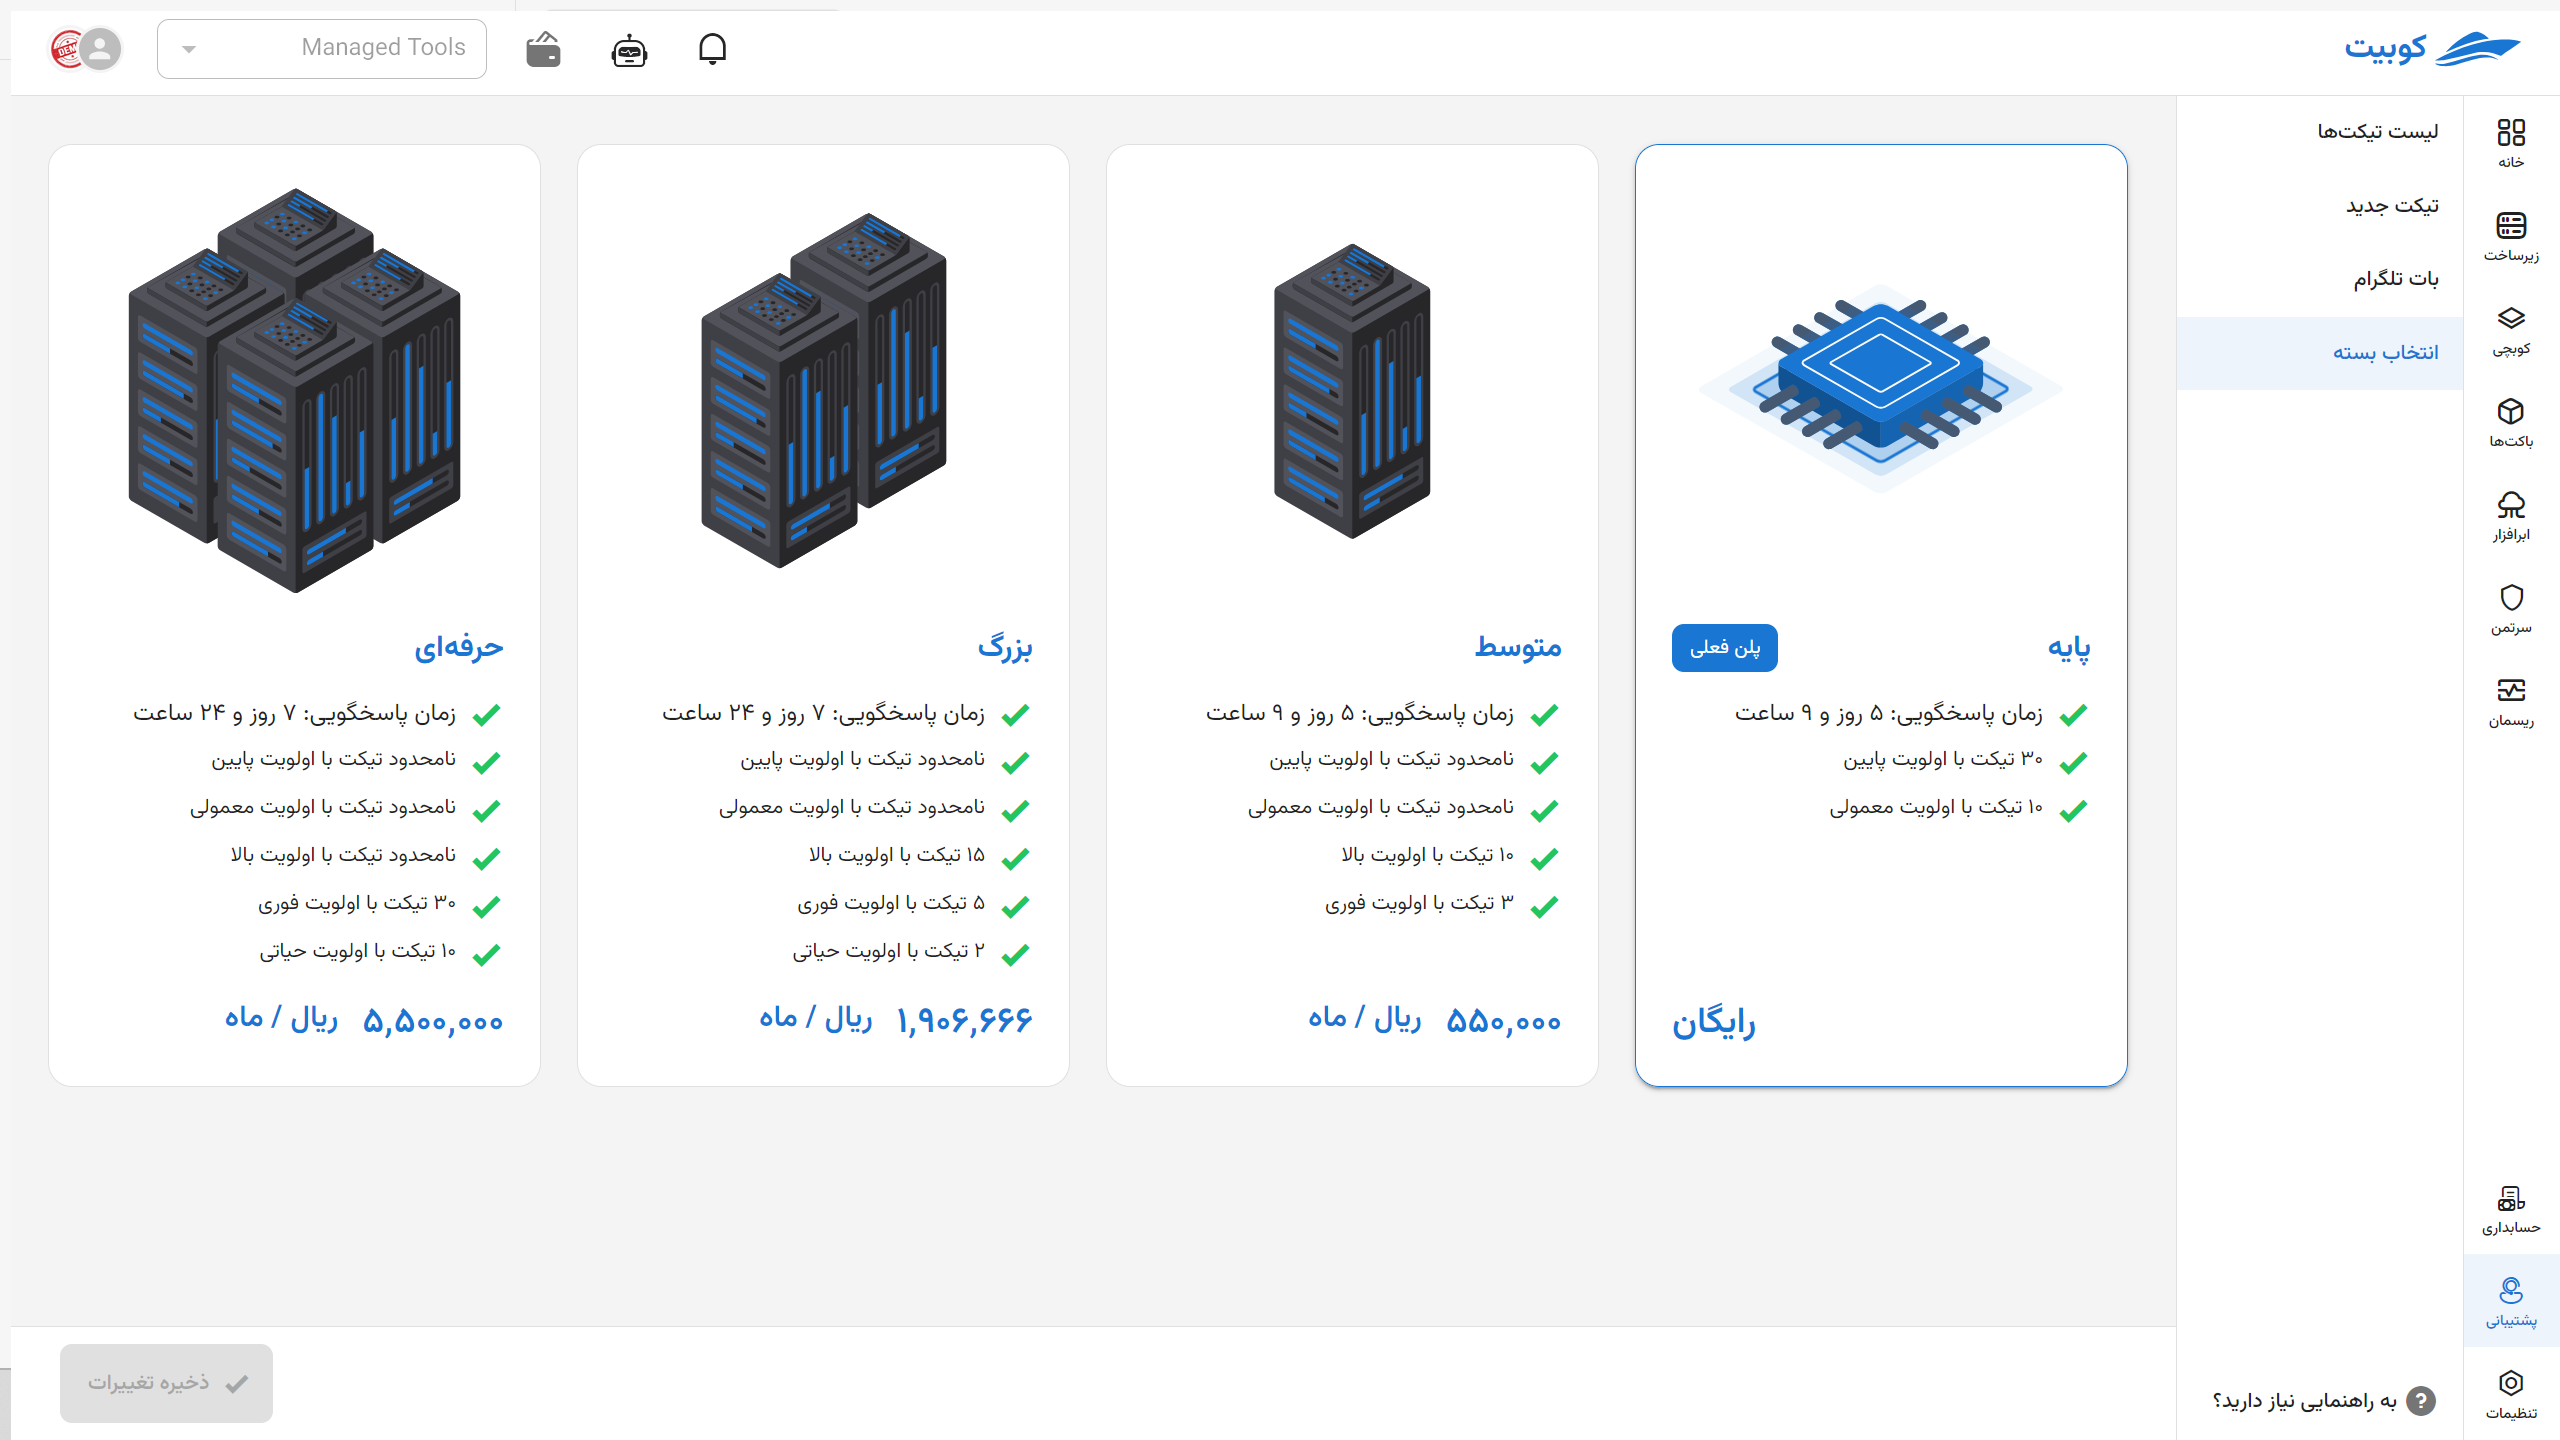 کوبیت
Managed Tools
DEMO
خانه
زیرساخت
کوبچی
باکت‌ها
ابرافزار
سرتمن
ریسمان
حسابداری
پشتیبانی
تنظیمات
لیست تیکت‌ها
تیکت جدید
بات تلگرام
انتخاب بسته
به راهنمایی نیاز دارید؟
پایه
پلن فعلی
زمان پاسخگویی: ۵ روز و ۹ ساعت
۳۰ تیکت با اولویت پایین
۱۰ تیکت با اولویت معمولی
رایگان
متوسط
زمان پاسخگویی: ۵ روز و ۹ ساعت
نامحدود تیکت با اولویت پایین
نامحدود تیکت با اولویت معمولی
۱۰ تیکت با اولویت بالا
۳ تیکت با اولویت فوری
۵۵۰,۰۰۰ ریال / ماه
بزرگ
زمان پاسخگویی: ۷ روز و ۲۴ ساعت
نامحدود تیکت با اولویت پایین
نامحدود تیکت با اولویت معمولی
۱۵ تیکت با اولویت بالا
۵ تیکت با اولویت فوری
۲ تیکت با اولویت حیاتی
۱,۹۰۶,۶۶۶ ریال / ماه
حرفه‌ای
زمان پاسخگویی: ۷ روز و ۲۴ ساعت
نامحدود تیکت با اولویت پایین
نامحدود تیکت با اولویت معمولی
نامحدود تیکت با اولویت بالا
۳۰ تیکت با اولویت فوری
۱۰ تیکت با اولویت حیاتی
۵,۵۰۰,۰۰۰ ریال / ماه
ذخیره تغییرات